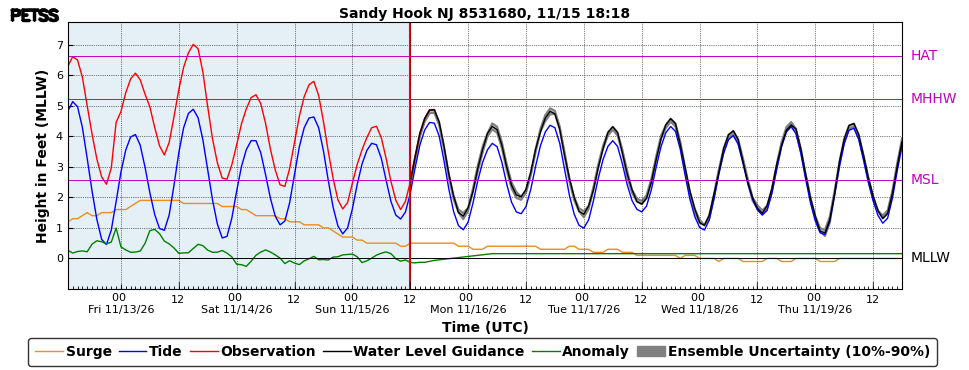 PETSS
Sandy Hook NJ 8531680, 11/15 18:18
Height in Feet (MLLW)
7
6
5
4
3
2
1
0
HAT
MHHW
MSL
MLLW
00 12 00 12 00 12 00 12 00 12 00 12 00 12
Fri 11/13/26 Sat 11/14/26 Sun 11/15/26 Mon 11/16/26 Tue 11/17/26 Wed 11/18/26 Thu 11/19/26
Time (UTC)
Surge Tide Observation Water Level Guidance Anomaly Ensemble Uncertainty (10%-90%)